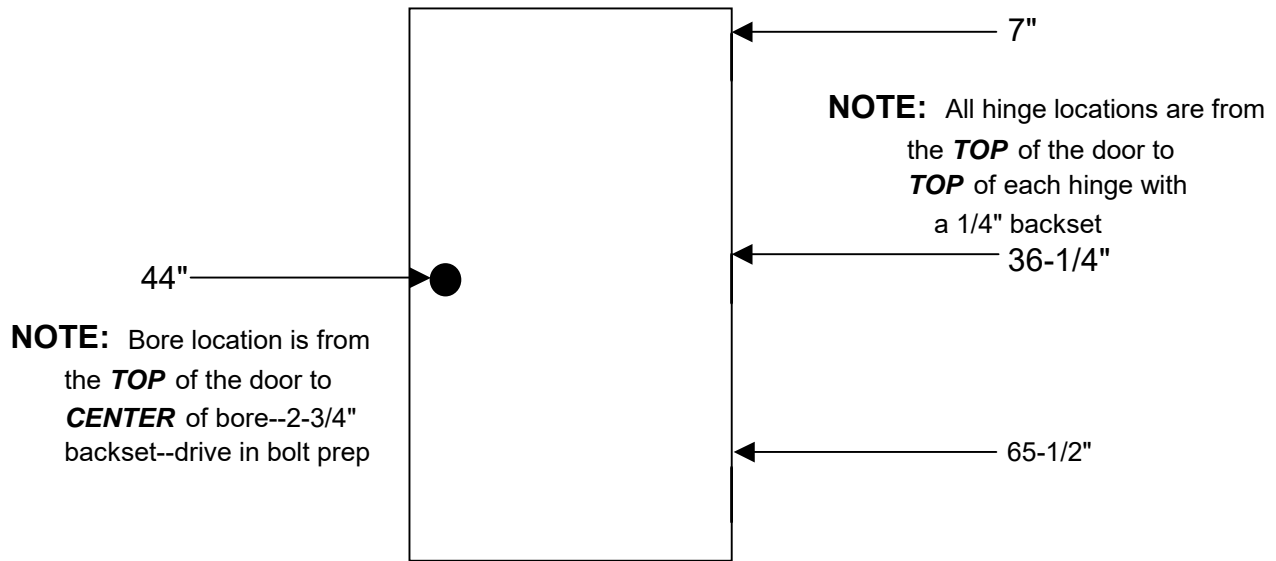 7"
NOTE: All hinge locations are from
the TOP of the door to
TOP of each hinge with
a 1/4" backset
36-1/4"
44"
NOTE: Bore location is from
the TOP of the door to
CENTER of bore--2-3/4"
backset--drive in bolt prep
65-1/2"